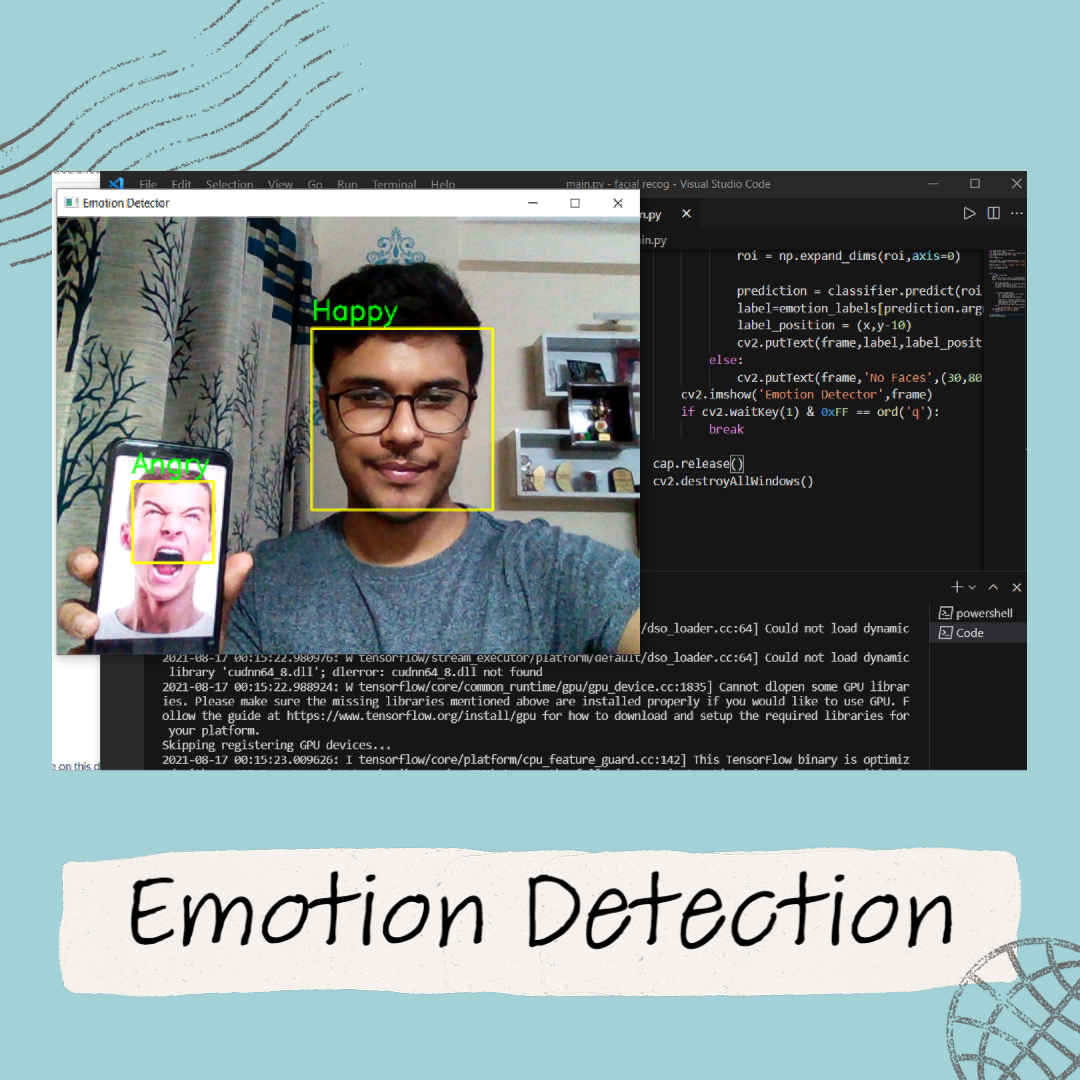 File Edit Selection View Go Run Terminal Help main.py - facial recog - Visual Studio Code
Emotion Detector
n.py
in.py
roi = np.expand_dims(roi,axis=0)
prediction = classifier.predict(roi
label=emotion_labels[prediction.arg
label_position = (x,y-10)
cv2.putText(frame,label,label_posit
else:
cv2.putText(frame,'No Faces',(30,80
cv2.imshow('Emotion Detector',frame)
if cv2.waitKey(1) & 0xFF == ord('q'):
break
cap.release()
cv2.destroyAllWindows()
Happy
Angry
powershell
Code
/dso_loader.cc:64] Could not load dynamic
2021-08-17 00:15:22.980976: W tensorflow/stream_executor/platform/default/dso_loader.cc:64] Could not load dynamic
library 'cudnn64_8.dll'; dlerror: cudnn64_8.dll not found
2021-08-17 00:15:22.988924: W tensorflow/core/common_runtime/gpu/gpu_device.cc:1835] Cannot dlopen some GPU librar
ies. Please make sure the missing libraries mentioned above are installed properly if you would like to use GPU. F
ollow the guide at https://www.tensorflow.org/install/gpu for how to download and setup the required libraries for
your platform.
Skipping registering GPU devices...
2021-08-17 00:15:23.009626: I tensorflow/core/platform/cpu_feature_guard.cc:142] This TensorFlow binary is optimiz
on this d
Emotion Detection